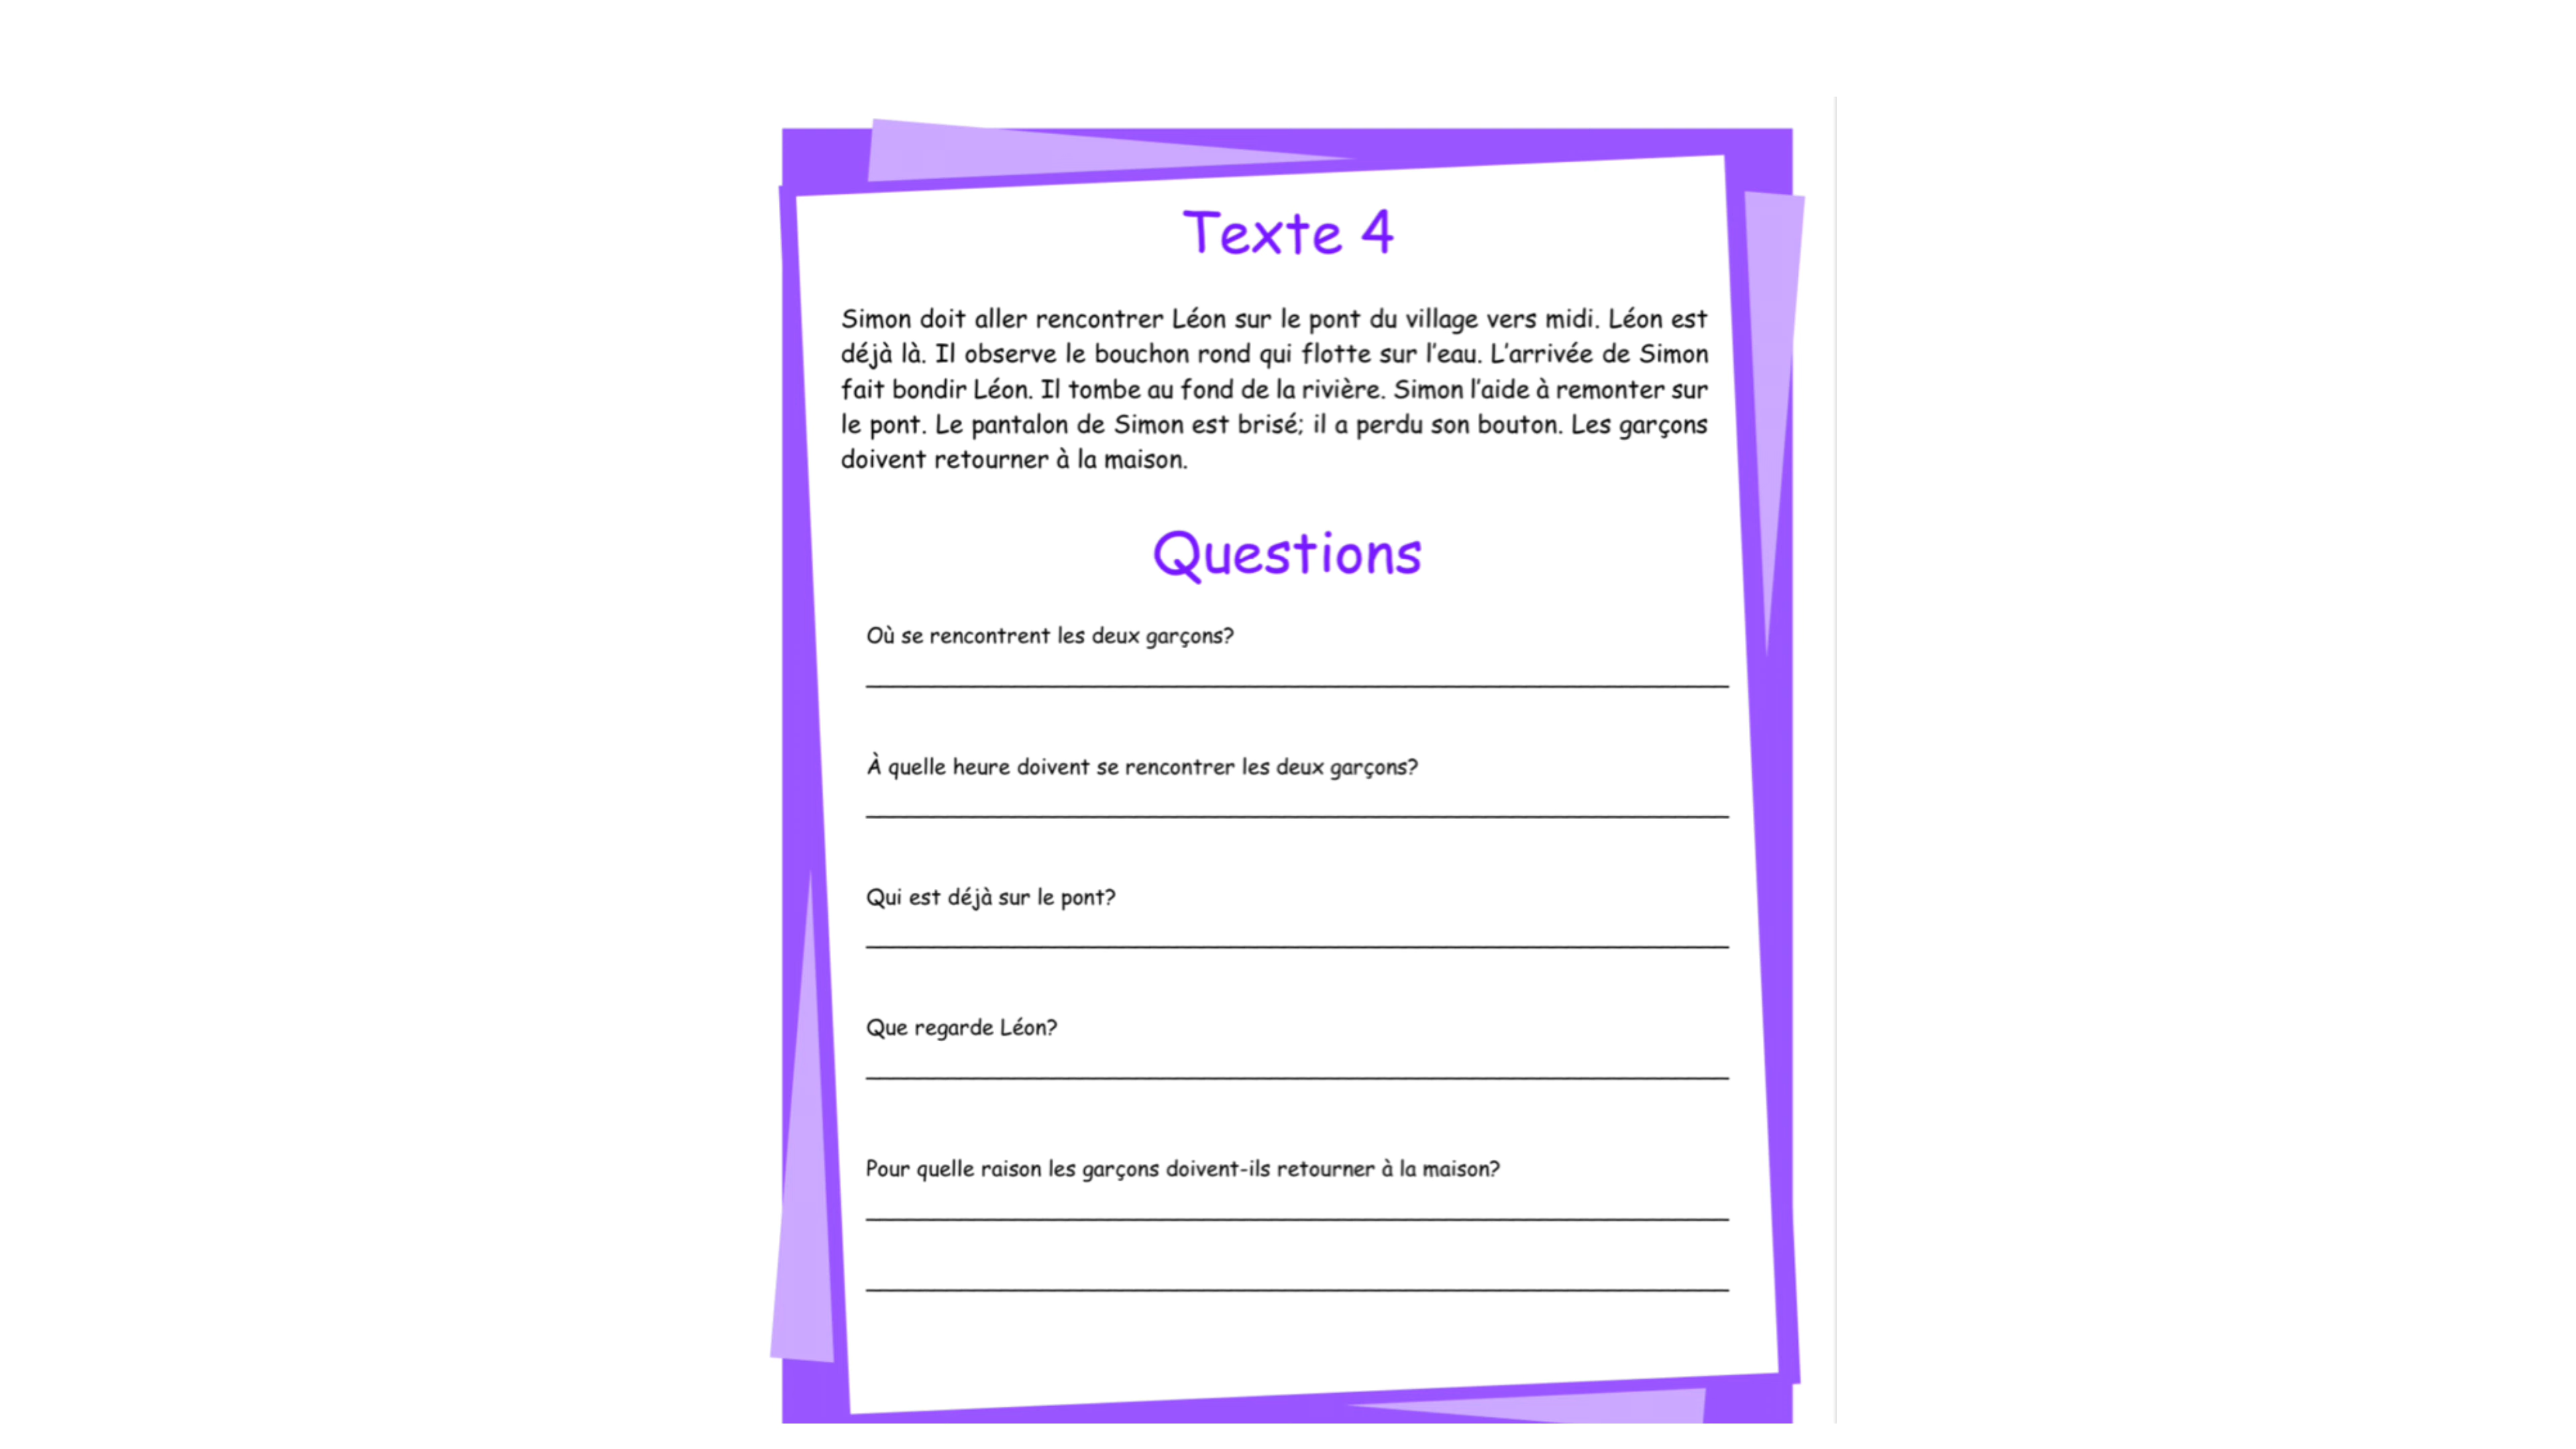 Texte 4
Simon doit aller rencontrer Léon sur le pont du village vers midi. Léon est
déjà là. Il observe le bouchon rond qui flotte sur l'eau. L'arrivée de Simon
fait bondir Léon. Il tombe au fond de la rivière. Simon l'aide à remonter sur
le pont. Le pantalon de Simon est brisé; il a perdu son bouton. Les garçons
doivent retourner à la maison.
Questions
Où se rencontrent les deux garçons?
À quelle heure doivent se rencontrer les deux garçons?
Qui est déjà sur le pont?
Que regarde Léon?
Pour quelle raison les garçons doivent-ils retourner à la maison?